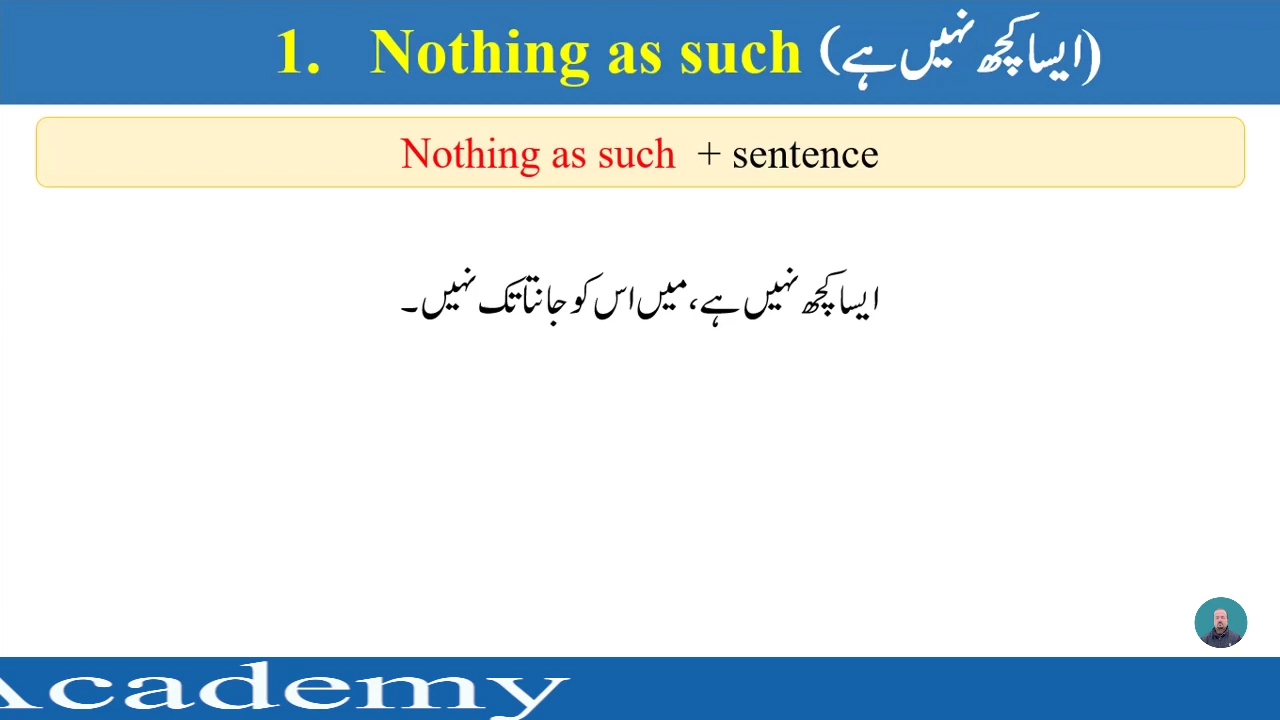 1. Nothing as such (ایسا کچھ نہیں ہے)
Nothing as such + sentence
ایسا کچھ نہیں ہے، میں اس کو جانتا تک نہیں۔
Academy